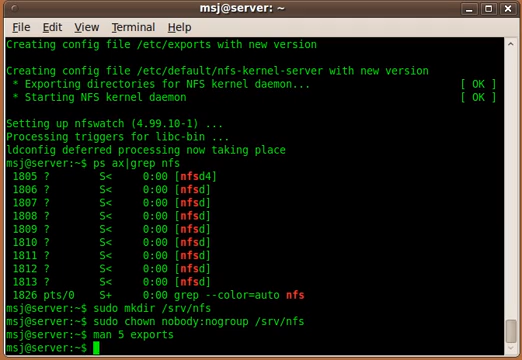 msj@server: ~
File Edit View Terminal Help
Creating config file /etc/exports with new version
Creating config file /etc/default/nfs-kernel-server with new version
* Exporting directories for NFS kernel daemon... [ OK ]
* Starting NFS kernel daemon [ OK ]
Setting up nfswatch (4.99.10-1) ...
Processing triggers for libc-bin ...
ldconfig deferred processing now taking place
msj@server:~$ ps ax|grep nfs
1805 ? S< 0:00 [nfsd4]
1806 ? S< 0:00 [nfsd]
1807 ? S< 0:00 [nfsd]
1808 ? S< 0:00 [nfsd]
1809 ? S< 0:00 [nfsd]
1810 ? S< 0:00 [nfsd]
1811 ? S< 0:00 [nfsd]
1812 ? S< 0:00 [nfsd]
1813 ? S< 0:00 [nfsd]
1826 pts/0 S+ 0:00 grep --color=auto nfs
msj@server:~$ sudo mkdir /srv/nfs
msj@server:~$ sudo chown nobody:nogroup /srv/nfs
msj@server:~$ man 5 exports
msj@server:~$